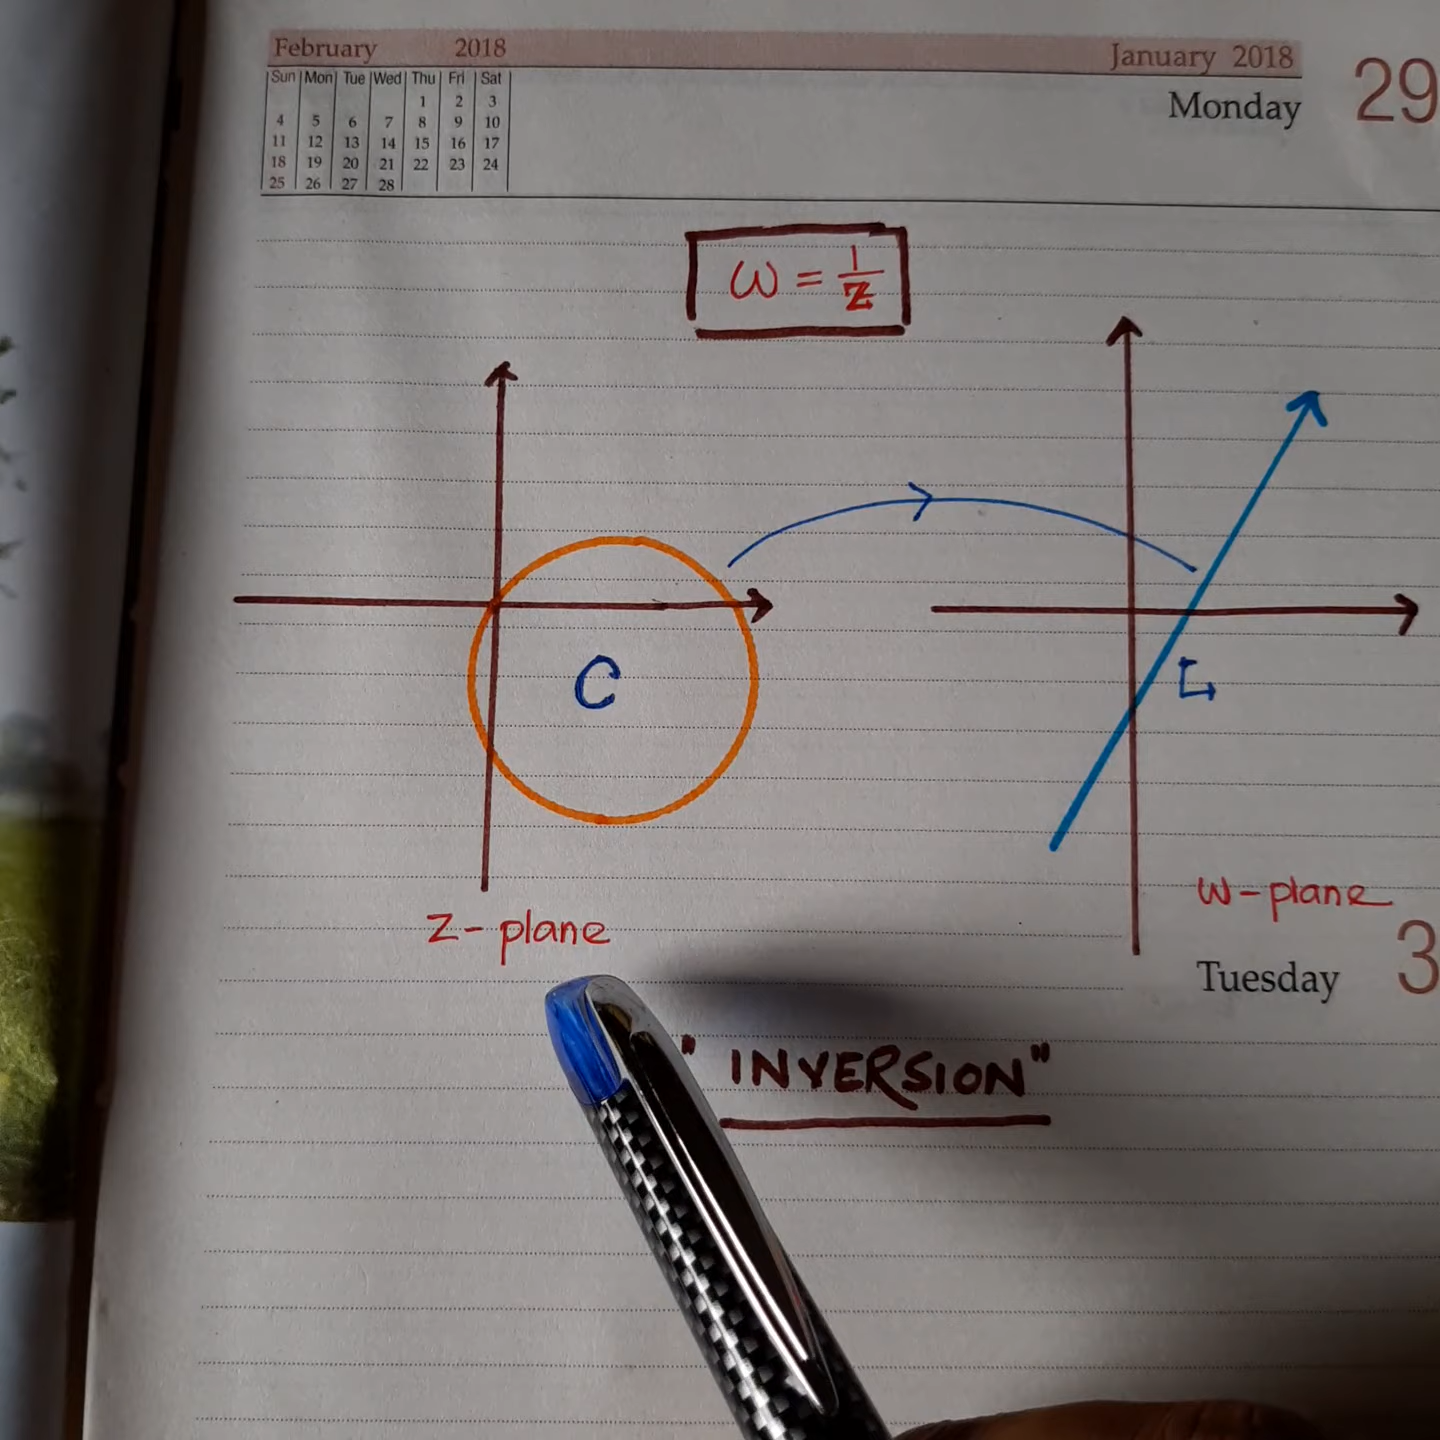 February 2018
January 2018
29
Monday
Sun Mon Tue Wed Thu Fri Sat
1 2 3
4 5 6 7 8 9 10
11 12 13 14 15 16 17
18 19 20 21 22 23 24
25 26 27 28
ω = 1/z
C
L
z-plane
w-plane
3
Tuesday
"INVERSION"